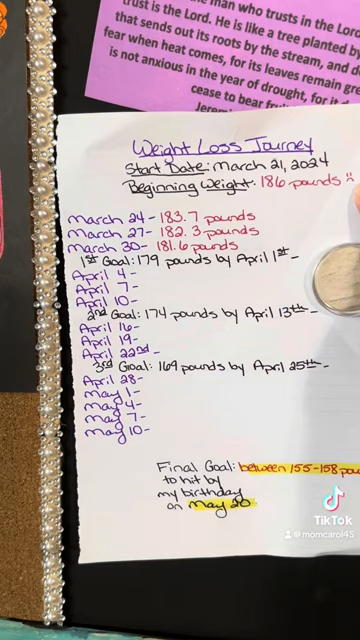 the man who trusts in the Lord
trust is the Lord. He is like a tree planted by
that sends out its roots by the stream, and d
fear when heat comes, for its leaves remain gre
is not anxious in the year of drought, for it d
cease to bear fru
Jerem
Weight Loss Journey
Start Date: March 21, 2024
Beginning Weight: 186 pounds
March 24- 183.7 pounds
March 27- 182.3 pounds
March 30- 181.6 pounds
1st Goal: 179 pounds by April 1st-
April 4-
April 7-
April 10-
2nd Goal: 174 pounds by April 13th-
April 16-
April 19-
April 22nd-
3rd Goal: 169 pounds by April 25th-
April 28-
May 1-
May 4-
May 7-
May 10-
Final Goal: between 155-158 pou
to hit by
my birthday
on May 20
TikTok
@momcarol45